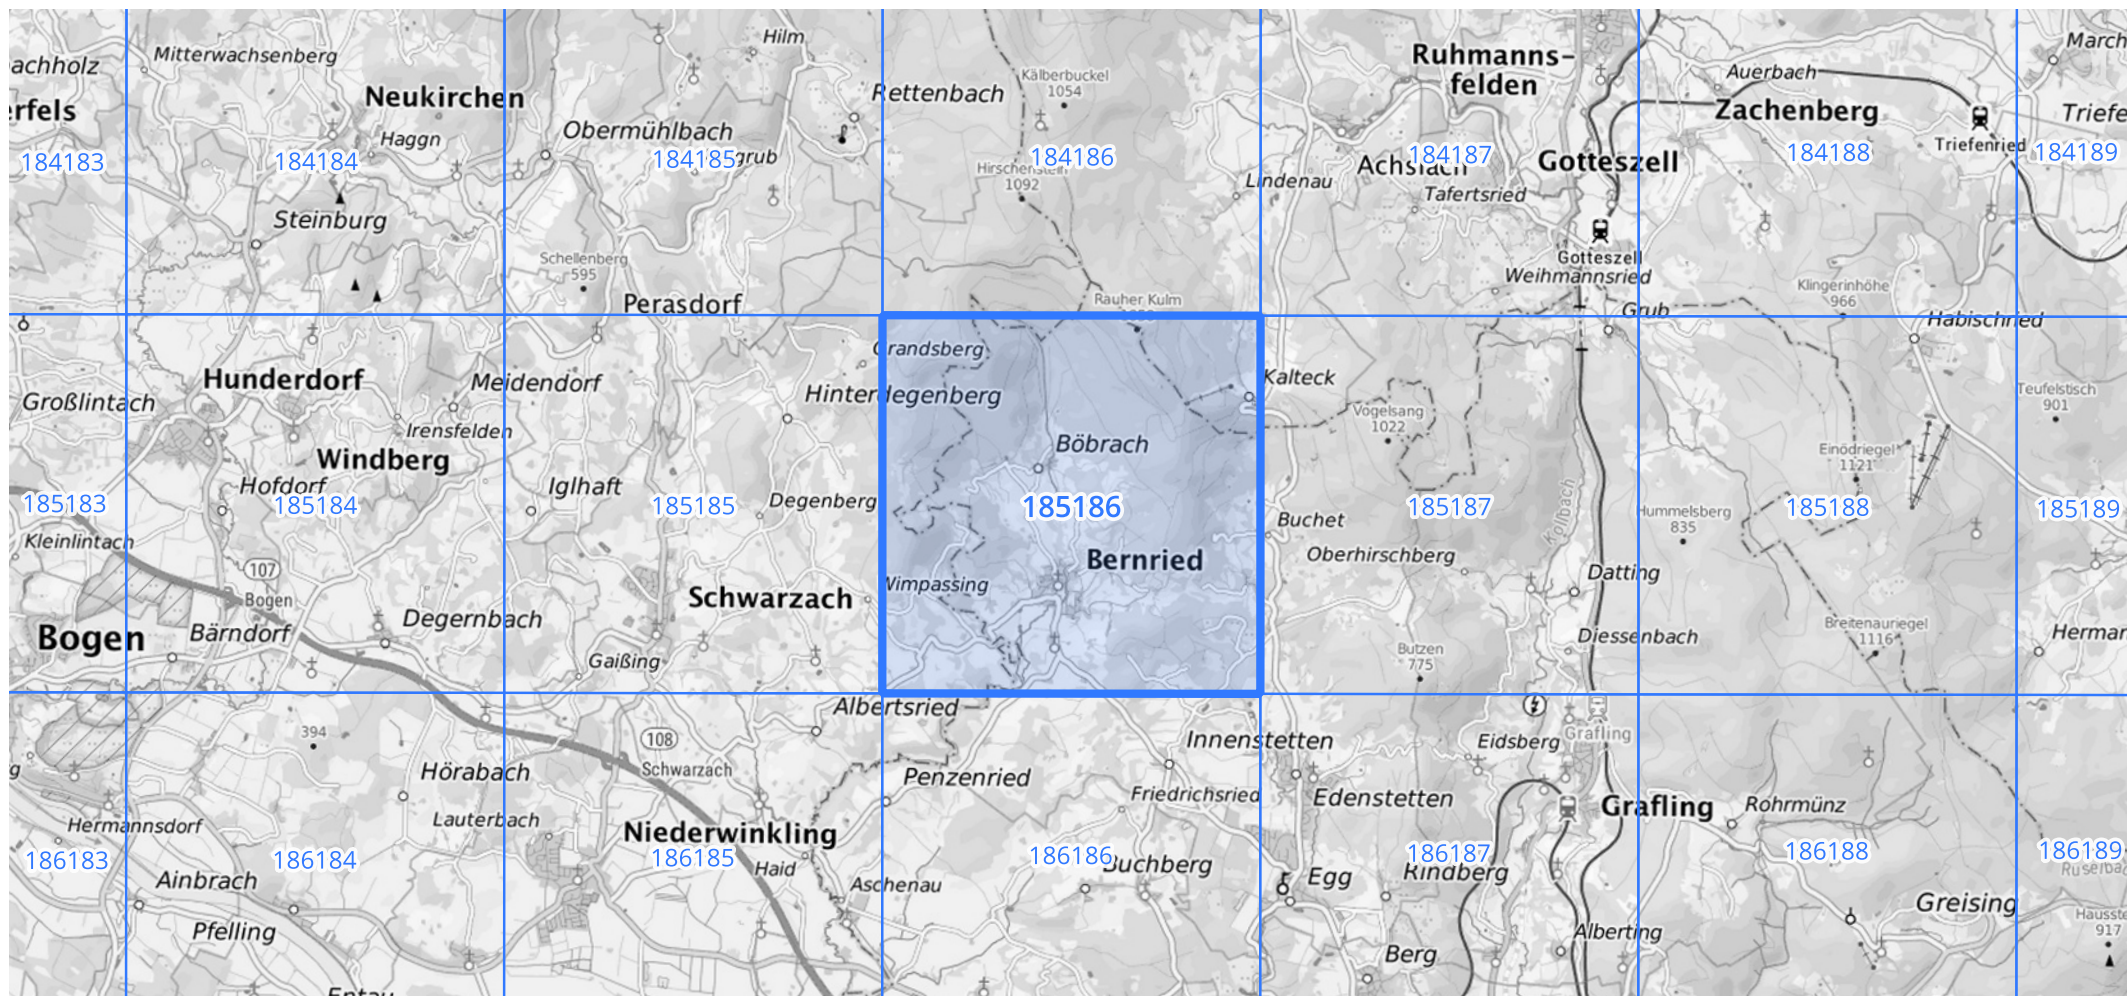 Mitterwachsenberg
Hilm
achholz
Kälberbuckel
1054
Ruhmanns-
felden
Auerbach
March
Neukirchen
Rettenbach
erfels
Zachenberg
Triefe
Haggn
Obermühlbach
Triefenried
184183
184184
184185
grub
184186
184187
184188
184189
Achslach
Gotteszell
Hirschenstein
1092
Lindenau
Tafertsried
Steinburg
Schellenberg
595
Gotteszell
Weihmannsried
Perasdorf
Rauher Kulm
Klingerinhöhe
966
Grub
Habischried
Grandsberg
Hunderdorf
Meidendorf
Hinterdegenberg
Kalteck
Teufelstisch
901
Großlintach
Vogelsang
1022
Irensfelden
Böbrach
Windberg
Einödriegel
1121
Hofdorf
Iglhaft
Degenberg
185183
185184
185185
185186
185187
185188
185189
Buchet
Hummelsberg
835
Kollbach
Kleinlintach
Oberhirschberg
Bernried
107
Bogen
Wimpassing
Datting
Schwarzach
Degernbach
Bogen
Bärndorf
Diessenbach
Breitenauriegel
1116
Hermar
Gaißing
Butzen
775
Albertsried
394
108
Schwarzach
Innenstetten
Eidsberg
Grafling
g
Hörabach
Penzenried
Friedrichsried
Edenstetten
Grafling
Rohrmünz
Hermannsdorf
Lauterbach
Niederwinkling
186183
186184
186185
186186
186187
186188
186189
Haid
Buchberg
Rindberg
Ainbrach
Aschenau
Egg
Greising
Pfelling
Alberting
Hausste
917
Berg
Entau